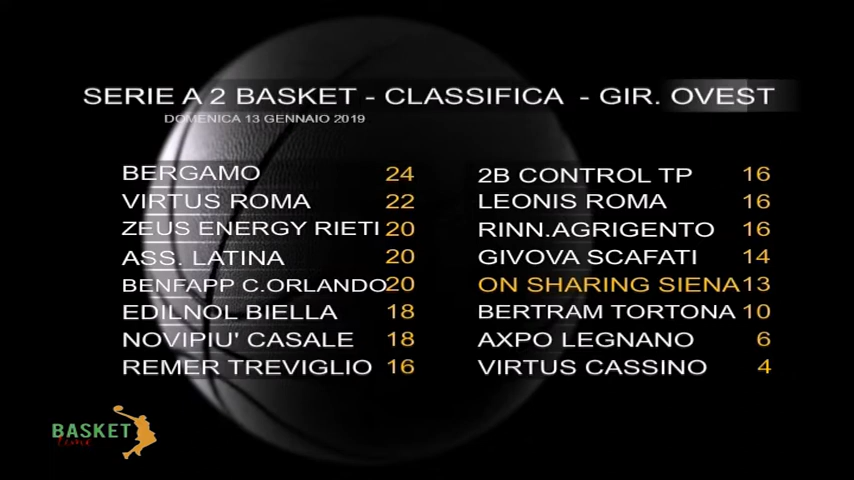 SERIE A 2 BASKET - CLASSIFICA - GIR. OVEST
DOMENICA 13 GENNAIO 2019
BERGAMO 24
VIRTUS ROMA 22
ZEUS ENERGY RIETI 20
ASS. LATINA 20
BENFAPP C.ORLANDO 20
EDILNOL BIELLA 18
NOVIPIU' CASALE 18
REMER TREVIGLIO 16
2B CONTROL TP 16
LEONIS ROMA 16
RINN.AGRIGENTO 16
GIVOVA SCAFATI 14
ON SHARING SIENA 13
BERTRAM TORTONA 10
AXPO LEGNANO 6
VIRTUS CASSINO 4
BASKET
time